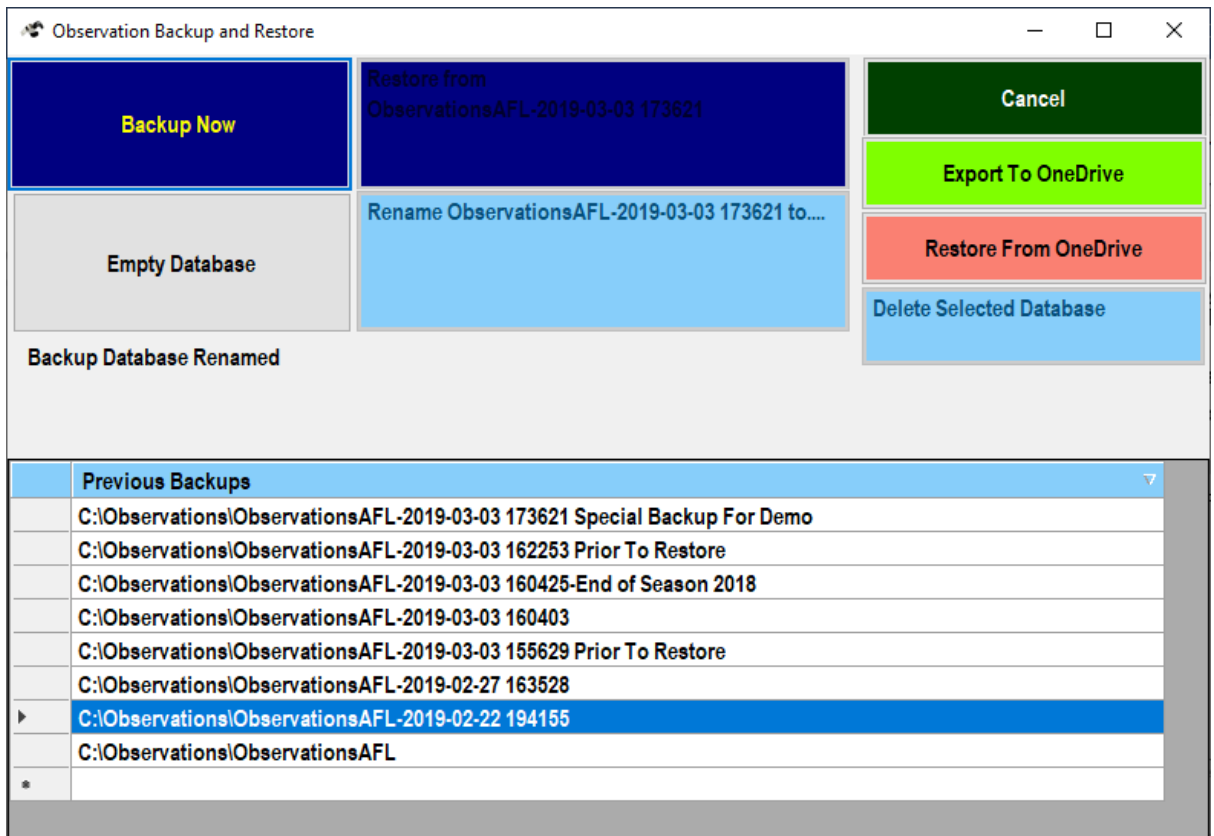 Observation Backup and Restore
Backup Now
Restore from
ObservationsAFL-2019-03-03 173621
Cancel
Export To OneDrive
Empty Database
Rename ObservationsAFL-2019-03-03 173621 to....
Restore From OneDrive
Delete Selected Database
Backup Database Renamed
Previous Backups
C:\Observations\ObservationsAFL-2019-03-03 173621 Special Backup For Demo
C:\Observations\ObservationsAFL-2019-03-03 162253 Prior To Restore
C:\Observations\ObservationsAFL-2019-03-03 160425-End of Season 2018
C:\Observations\ObservationsAFL-2019-03-03 160403
C:\Observations\ObservationsAFL-2019-03-03 155629 Prior To Restore
C:\Observations\ObservationsAFL-2019-02-27 163528
C:\Observations\ObservationsAFL-2019-02-22 194155
C:\Observations\ObservationsAFL